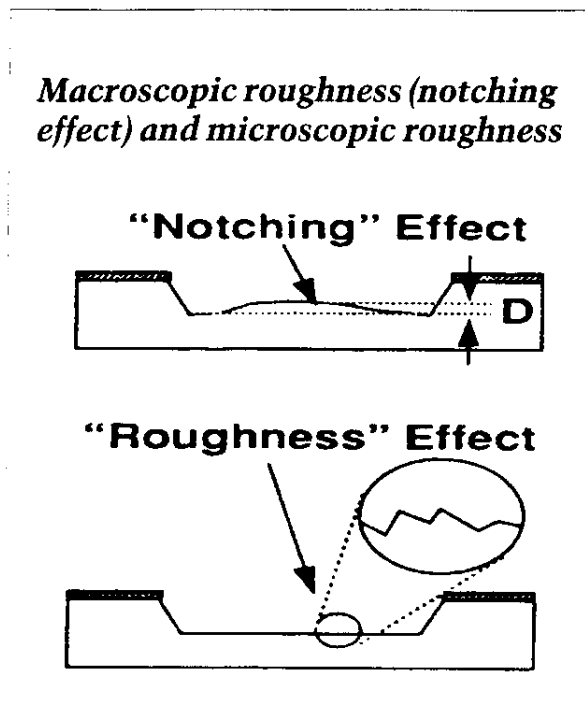 Macroscopic roughness (notching
effect) and microscopic roughness
"Notching" Effect
D
"Roughness" Effect